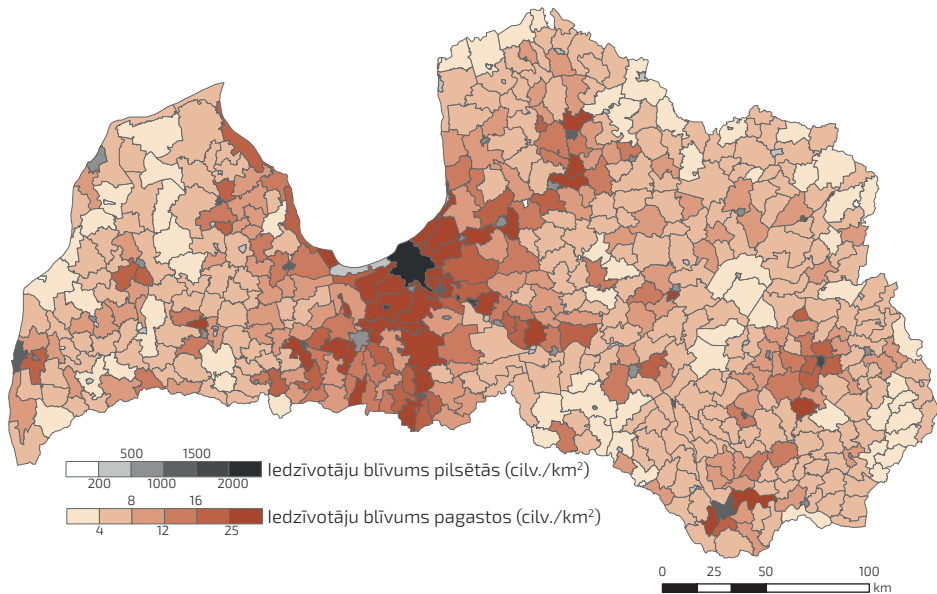 500 1500
Iedzīvotāju blīvums pilsētās (cilv./km²)
200 1000 2000
8 16
Iedzīvotāju blīvums pagastos (cilv./km²)
4 12 25
0 25 50 100
km